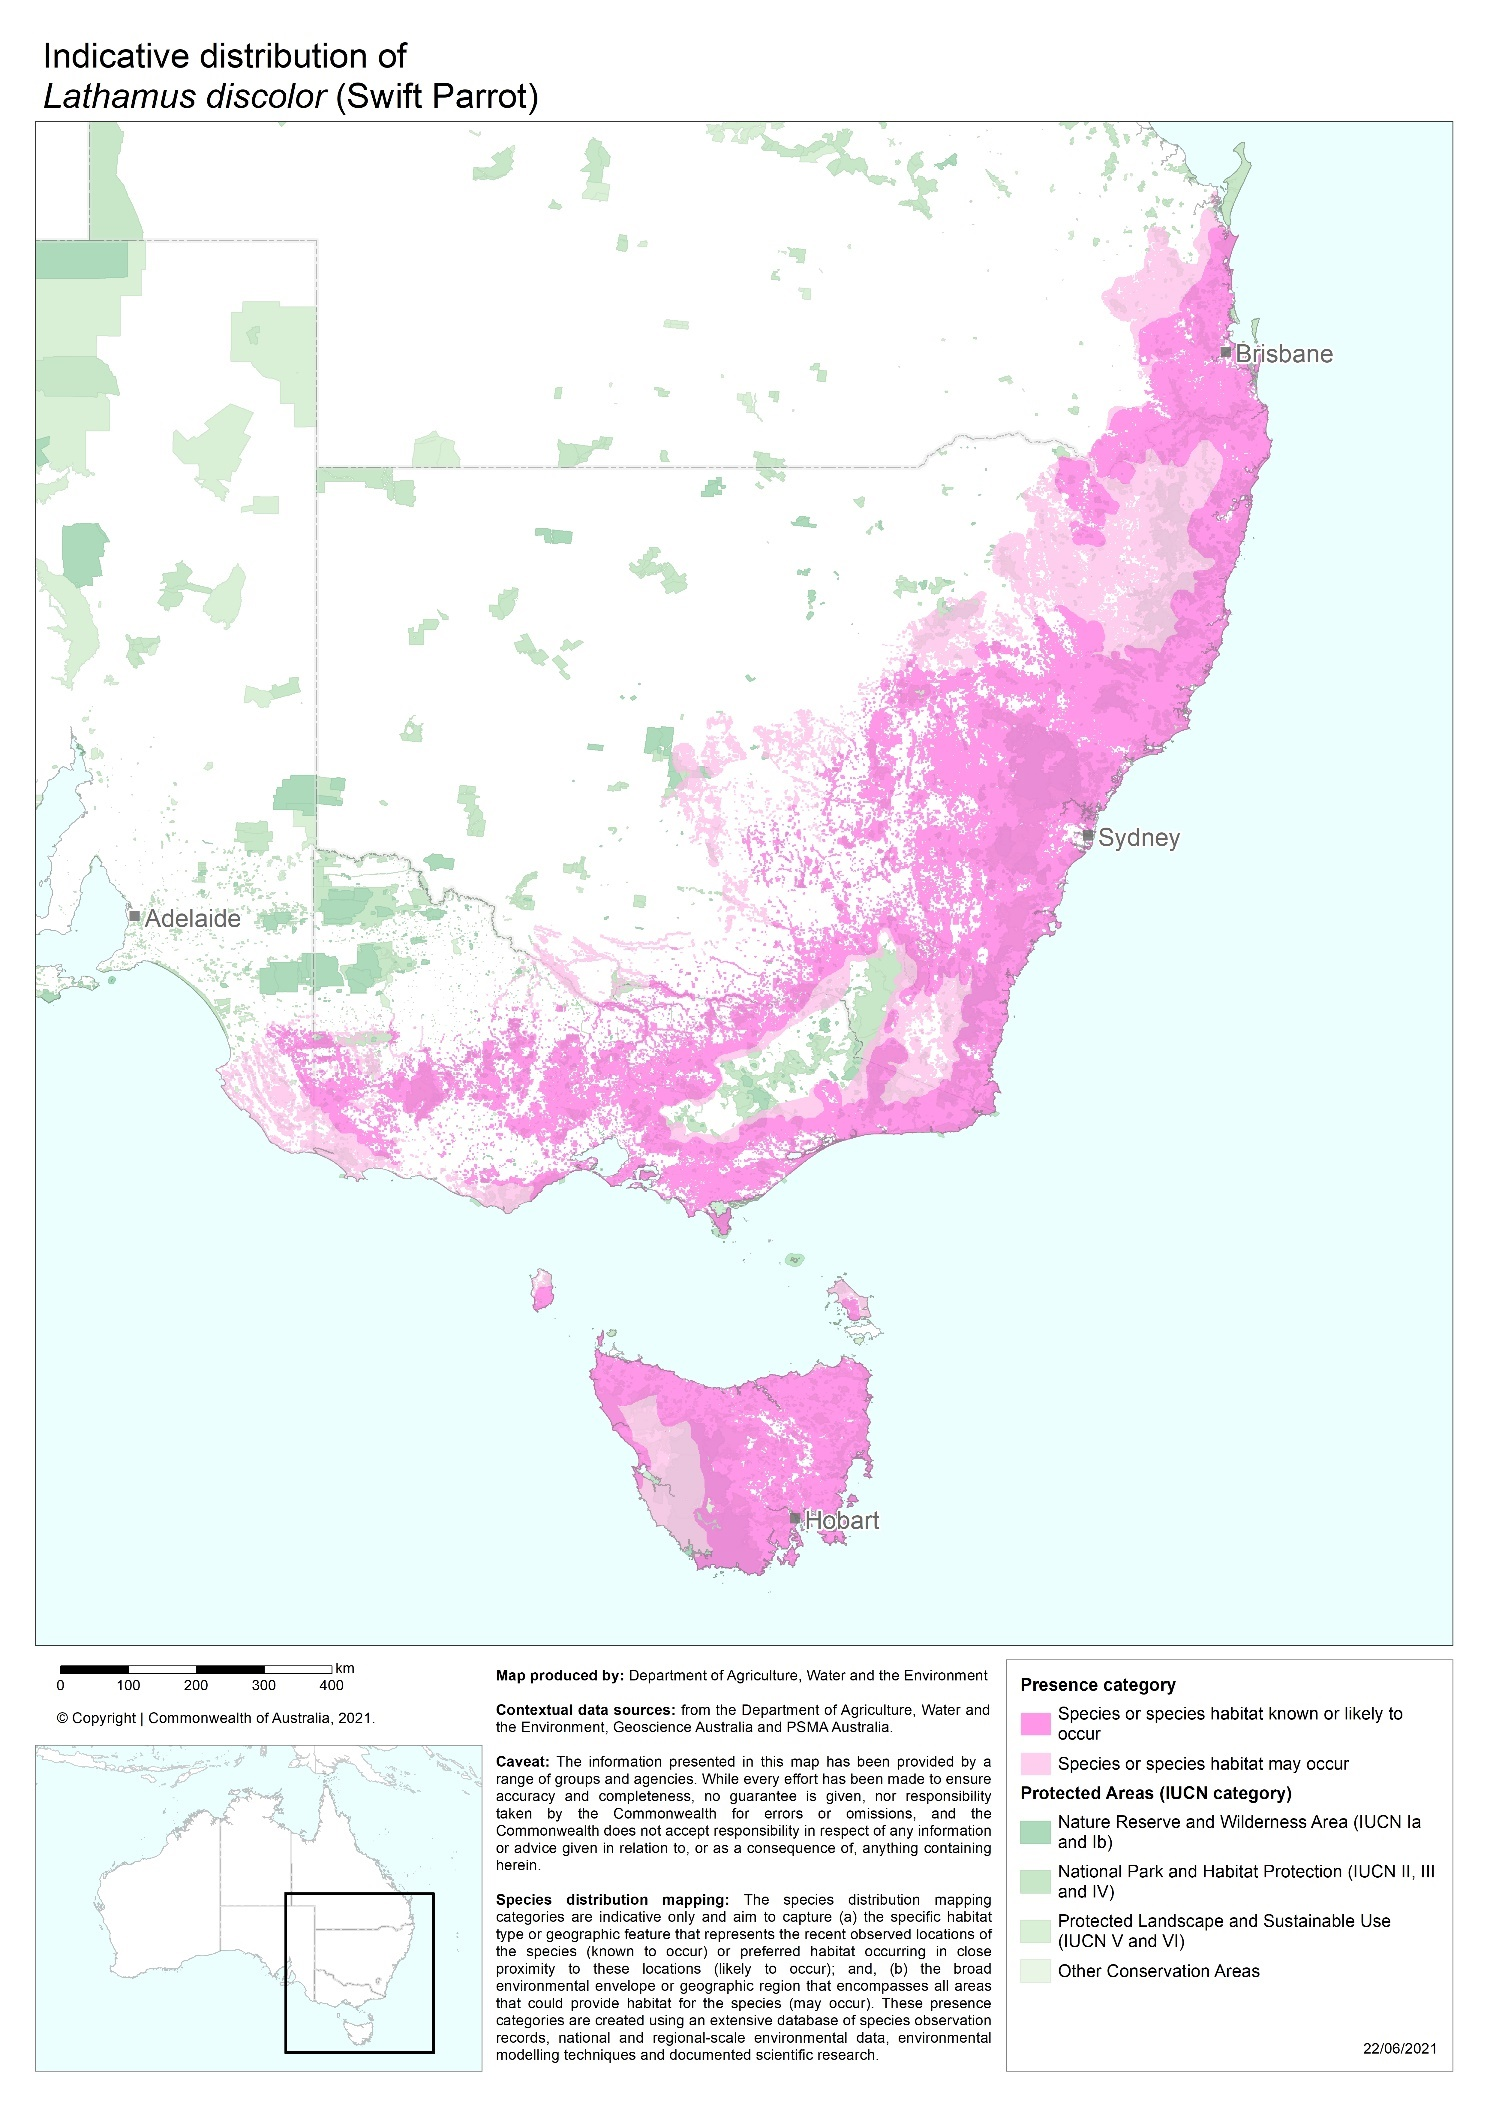 Indicative distribution of
Lathamus discolor (Swift Parrot)
Brisbane
Sydney
Adelaide
Hobart
km
0 100 200 300 400
© Copyright | Commonwealth of Australia, 2021.
Map produced by: Department of Agriculture, Water and the Environment
Contextual data sources: from the Department of Agriculture, Water and
the Environment, Geoscience Australia and PSMA Australia.
Caveat: The information presented in this map has been provided by a
range of groups and agencies. While every effort has been made to ensure
accuracy and completeness, no guarantee is given, nor responsibility
taken by the Commonwealth for errors or omissions, and the
Commonwealth does not accept responsibility in respect of any information
or advice given in relation to, or as a consequence of, anything containing
herein.
Species distribution mapping: The species distribution mapping
categories are indicative only and aim to capture (a) the specific habitat
type or geographic feature that represents the recent observed locations of
the species (known to occur) or preferred habitat occurring in close
proximity to these locations (likely to occur); and, (b) the broad
environmental envelope or geographic region that encompasses all areas
that could provide habitat for the species (may occur). These presence
categories are created using an extensive database of species observation
records, national and regional-scale environmental data, environmental
modelling techniques and documented scientific research.
Presence category
Species or species habitat known or likely to
occur
Species or species habitat may occur
Protected Areas (IUCN category)
Nature Reserve and Wilderness Area (IUCN Ia
and Ib)
National Park and Habitat Protection (IUCN II, III
and IV)
Protected Landscape and Sustainable Use
(IUCN V and VI)
Other Conservation Areas
22/06/2021